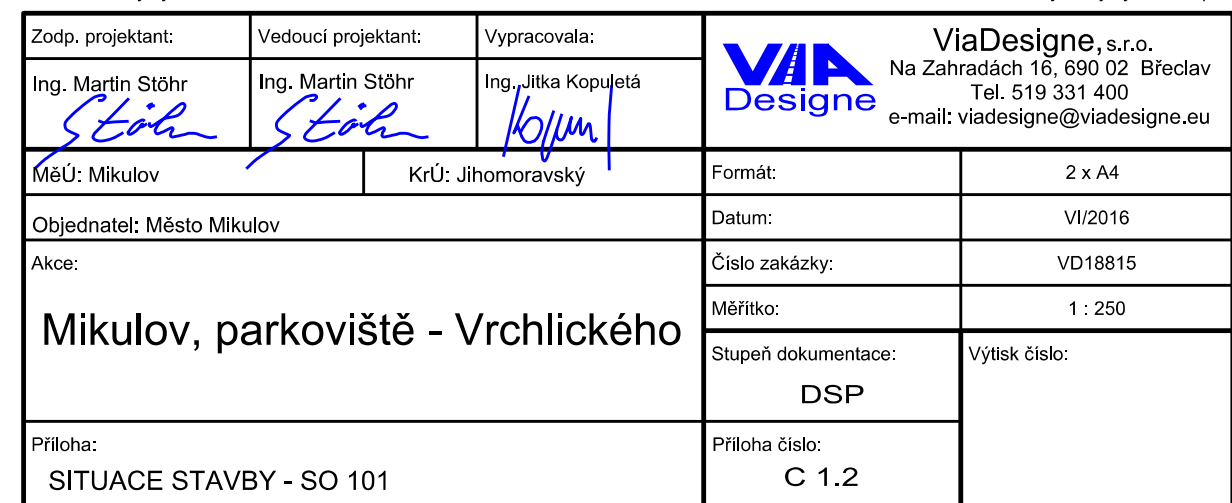 Zodp. projektant: Vedoucí projektant: Vypracovala:
Ing. Martin Stöhr Ing. Martin Stöhr Ing. Jitka Kopuletá
Stöhr Stöhr
VIA
Designe
ViaDesigne, s.r.o.
Na Zahradách 16, 690 02 Břeclav
Tel. 519 331 400
e-mail: viadesigne@viadesigne.eu
MěÚ: Mikulov KrÚ: Jihomoravský
Objednatel: Město Mikulov
Akce:
Mikulov, parkoviště - Vrchlického
Příloha:
SITUACE STAVBY - SO 101
Formát: 2 x A4
Datum: VI/2016
Číslo zakázky: VD18815
Měřítko: 1 : 250
Stupeň dokumentace: Výtisk číslo:
DSP
Příloha číslo:
C 1.2